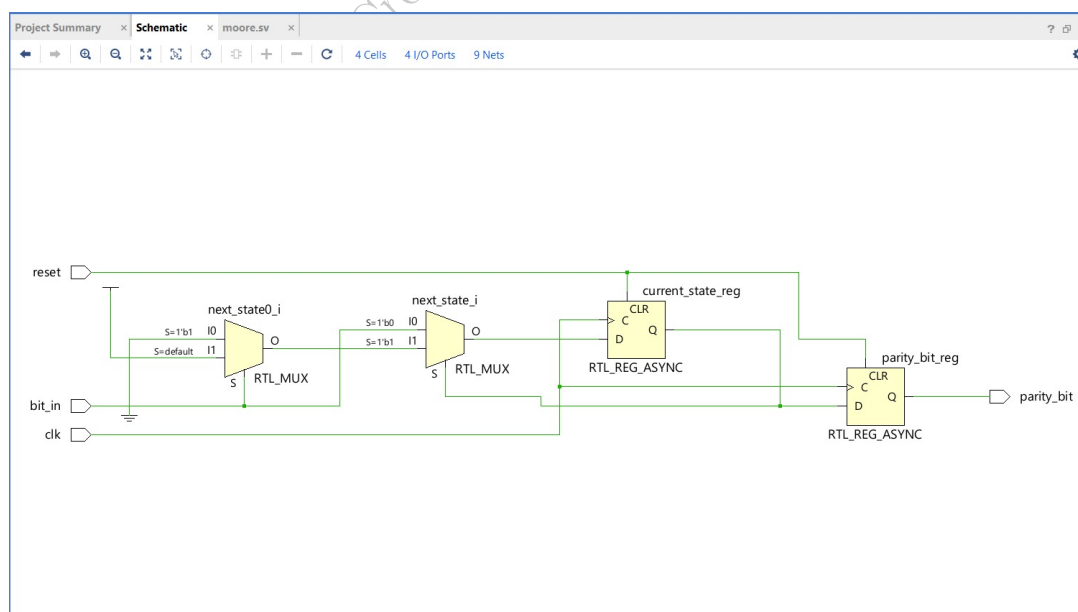 Project Summary × Schematic × moore.sv ×
?
4 Cells 4 I/O Ports 9 Nets
reset
current_state_reg
next_state_i
next_state0_i
CLR
S=1'b1 I0 O
S=1'b0 I0 O
C Q
parity_bit_reg
S=default I1
S=1'b1 I1
D
CLR
S RTL_MUX
S RTL_MUX
RTL_REG_ASYNC
C Q
parity_bit
bit_in
D
clk
RTL_REG_ASYNC